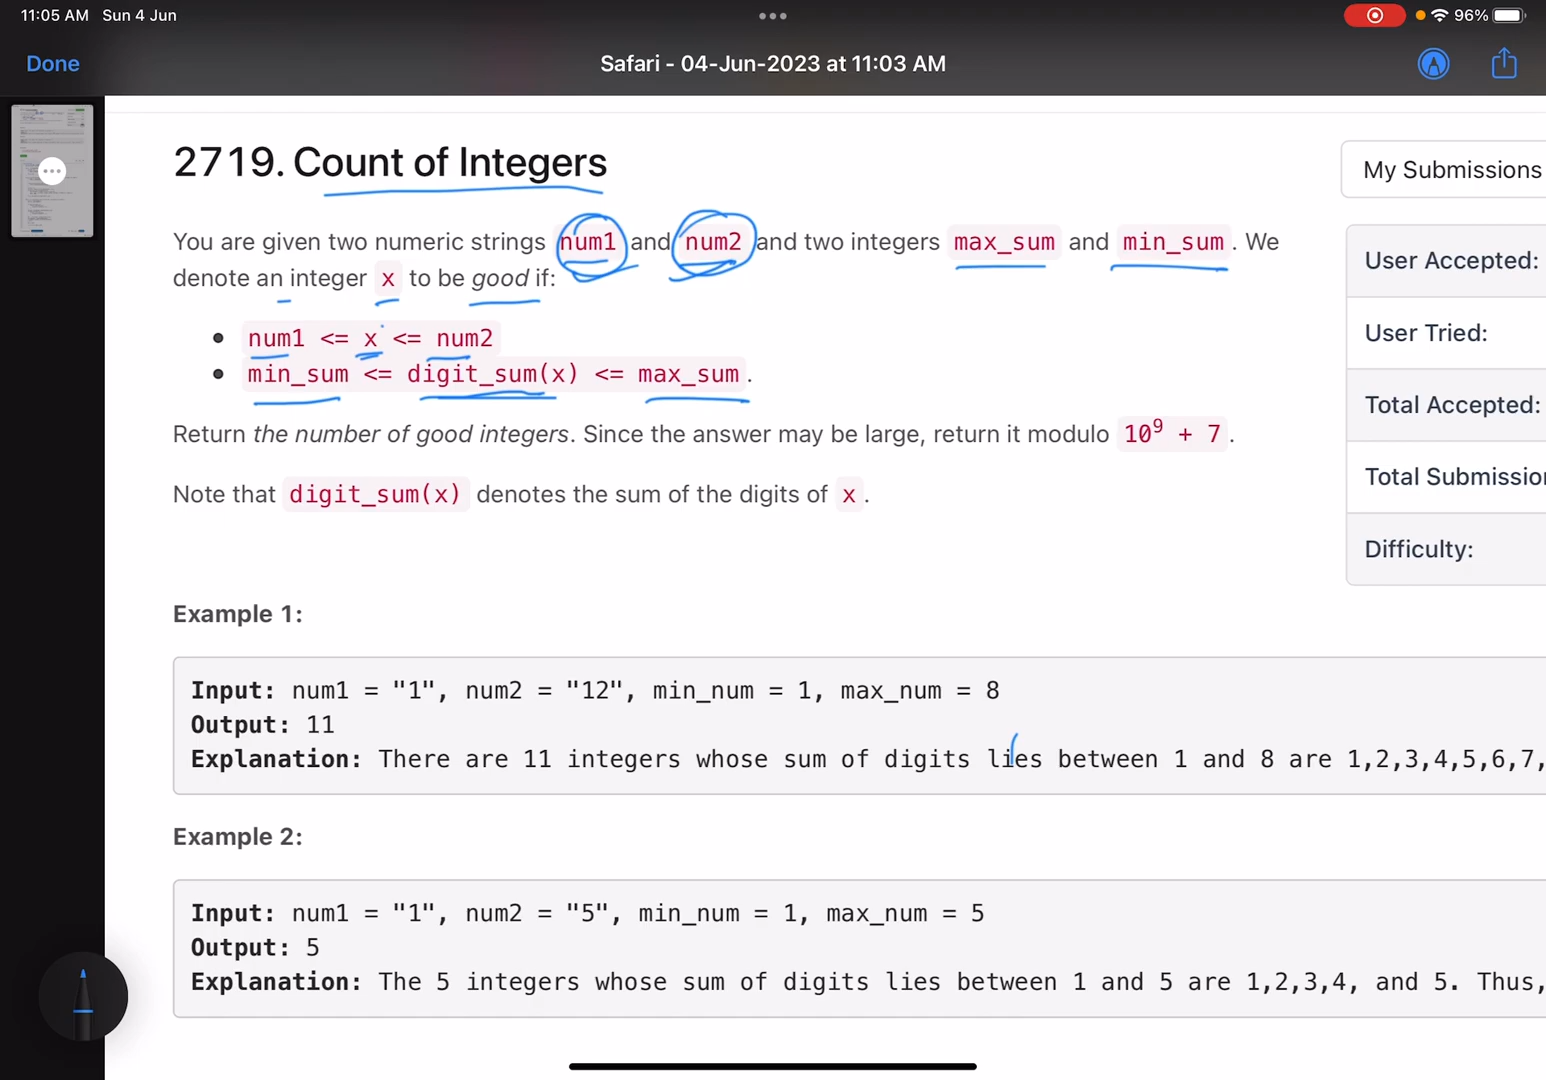 11:05 AM Sun 4 Jun
96%
Done
Safari - 04-Jun-2023 at 11:03 AM
2719. Count of Integers
My Submissions
You are given two numeric strings num1 and num2 and two integers max_sum and min_sum. We
denote an integer x to be good if:
num1 <= x <= num2
min_sum <= digit_sum(x) <= max_sum.
Return the number of good integers. Since the answer may be large, return it modulo 10⁹ + 7.
Note that digit_sum(x) denotes the sum of the digits of x.
User Accepted:
User Tried:
Total Accepted:
Total Submission
Difficulty:
Example 1:
Input: num1 = "1", num2 = "12", min_num = 1, max_num = 8
Output: 11
Explanation: There are 11 integers whose sum of digits lies between 1 and 8 are 1,2,3,4,5,6,7,
Example 2:
Input: num1 = "1", num2 = "5", min_num = 1, max_num = 5
Output: 5
Explanation: The 5 integers whose sum of digits lies between 1 and 5 are 1,2,3,4, and 5. Thus,